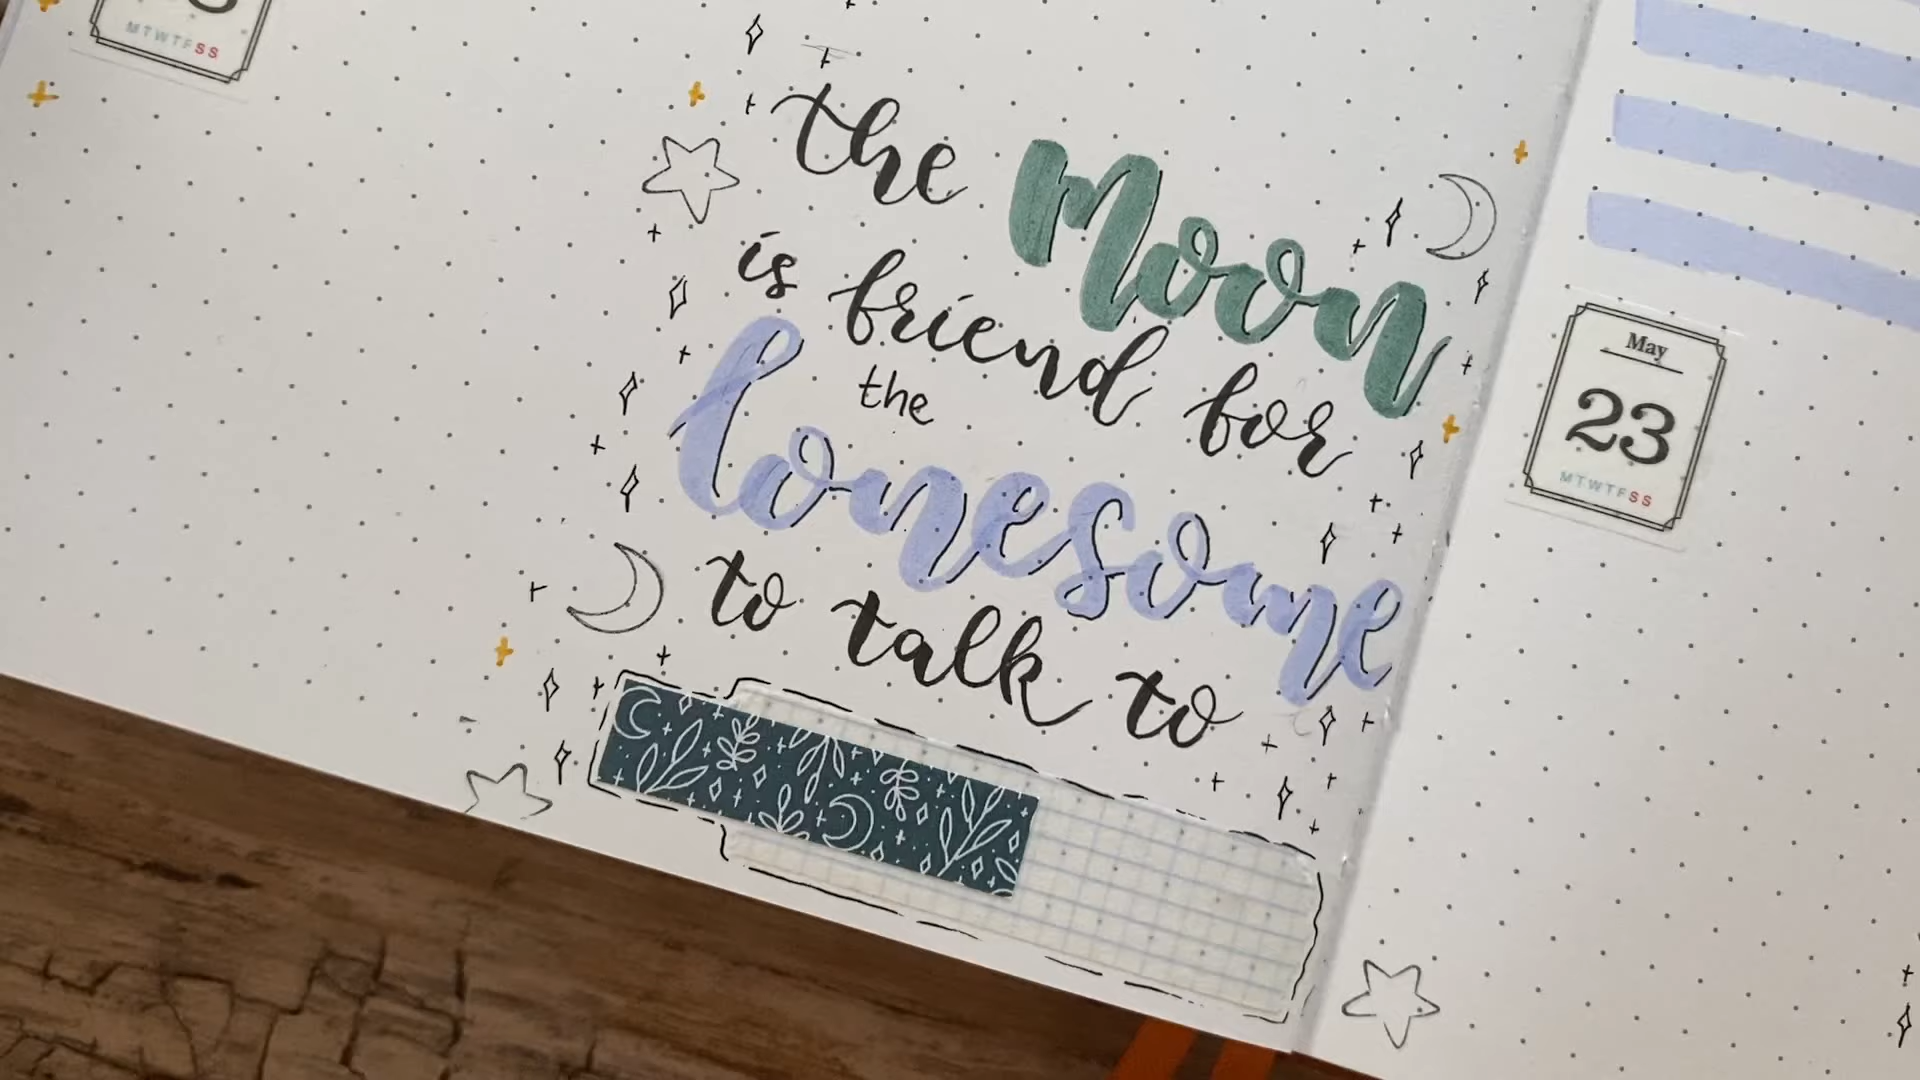 MTWTFSS
the Moon
is friend for
the
lonesome
to talk to
May
23
MTWTFSS